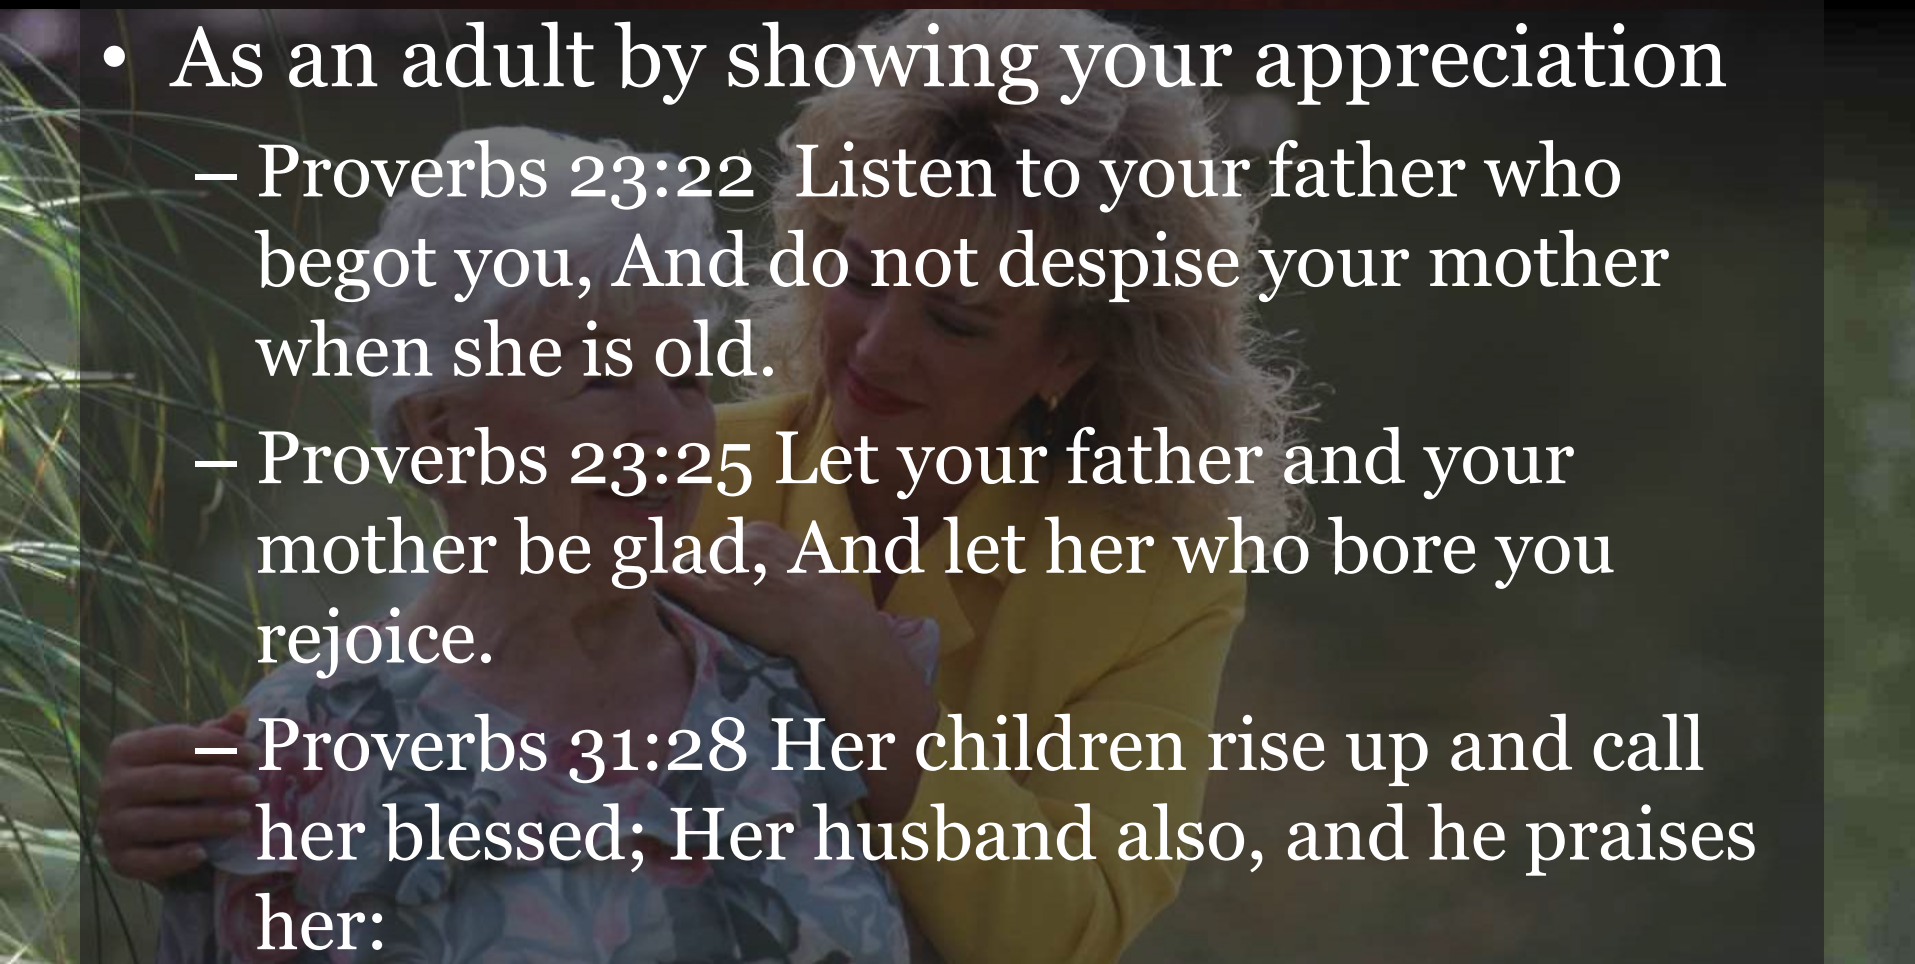 • As an adult by showing your appreciation
– Proverbs 23:22  Listen to your father who
begot you, And do not despise your mother
when she is old.
– Proverbs 23:25 Let your father and your
mother be glad, And let her who bore you
rejoice.
– Proverbs 31:28 Her children rise up and call
her blessed; Her husband also, and he praises
her: